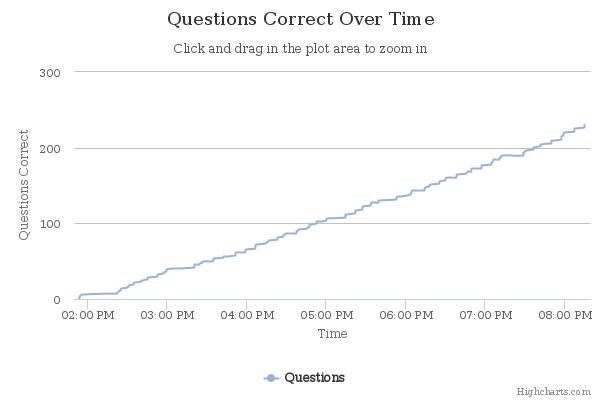 Questions Correct Over Time
Click and drag in the plot area to zoom in
Questions Correct
300
200
100
0
02:00 PM 03:00 PM 04:00 PM 05:00 PM 06:00 PM 07:00 PM 08:00 PM
Time
Questions
Highcharts.com